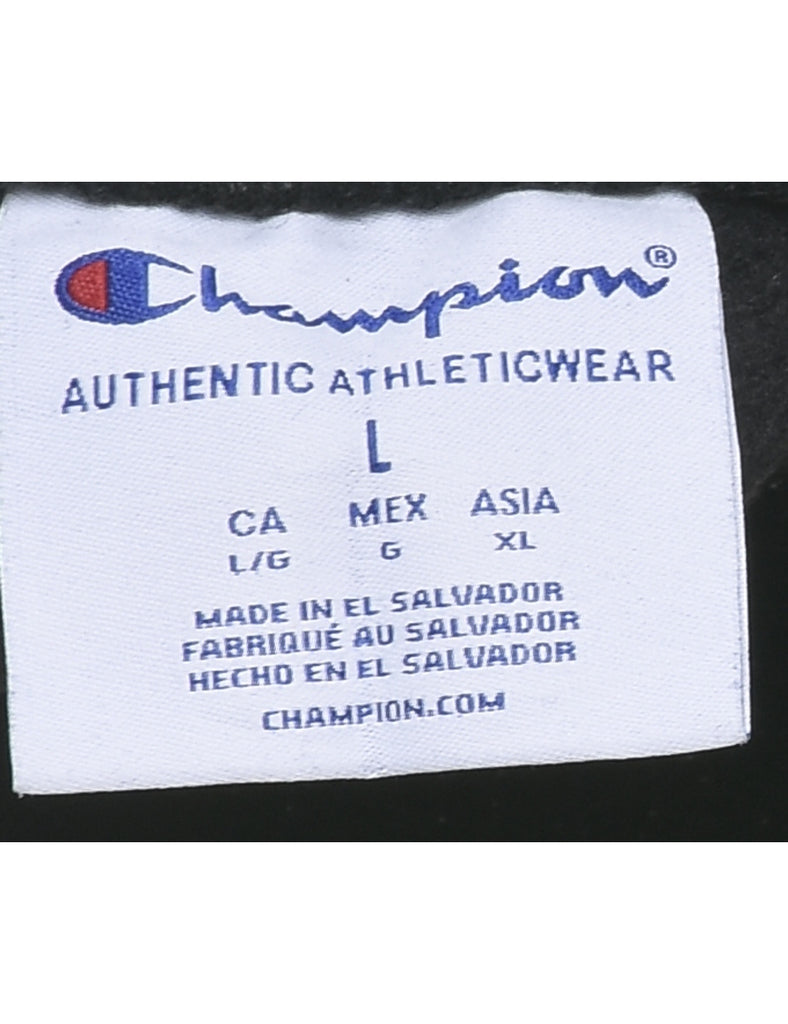 Champion®
AUTHENTIC ATHLETICWEAR
L
CA MEX ASIA
L/G G XL
MADE IN EL SALVADOR
FABRIQUÉ AU SALVADOR
HECHO EN EL SALVADOR
CHAMPION.COM